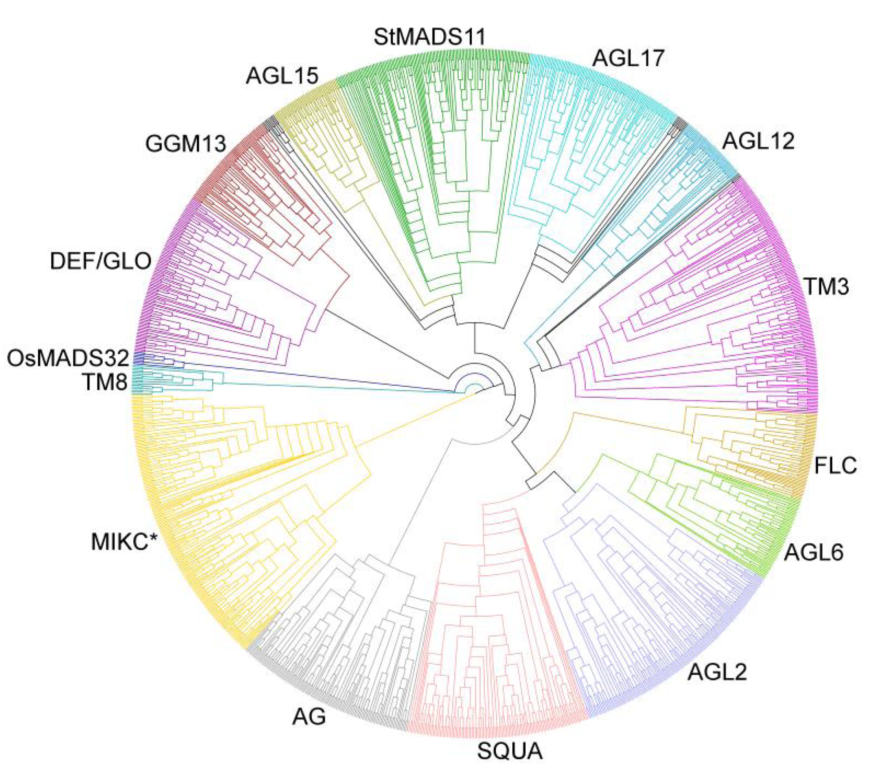 StMADS11
AGL17
AGL15
AGL12
GGM13
DEF/GLO
TM3
OsMADS32
TM8
FLC
MIKC*
AGL6
AGL2
AG
SQUA